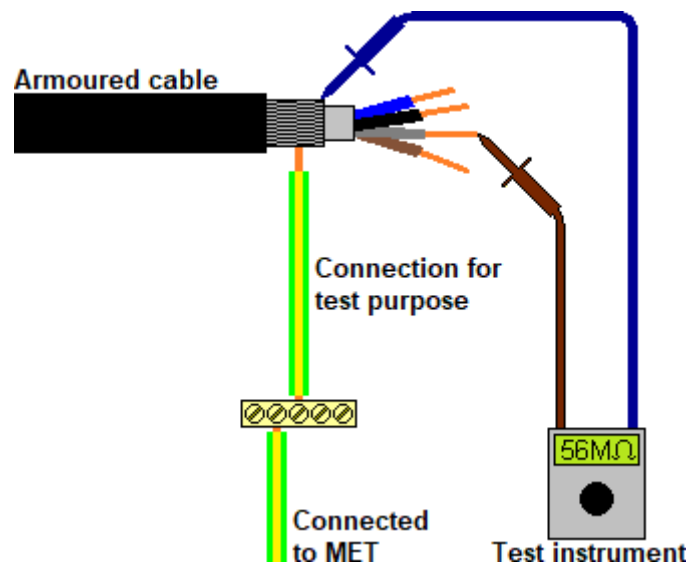 Armoured cable
Connection for
test purpose
56MΩ
Connected
to MET
Test instrument